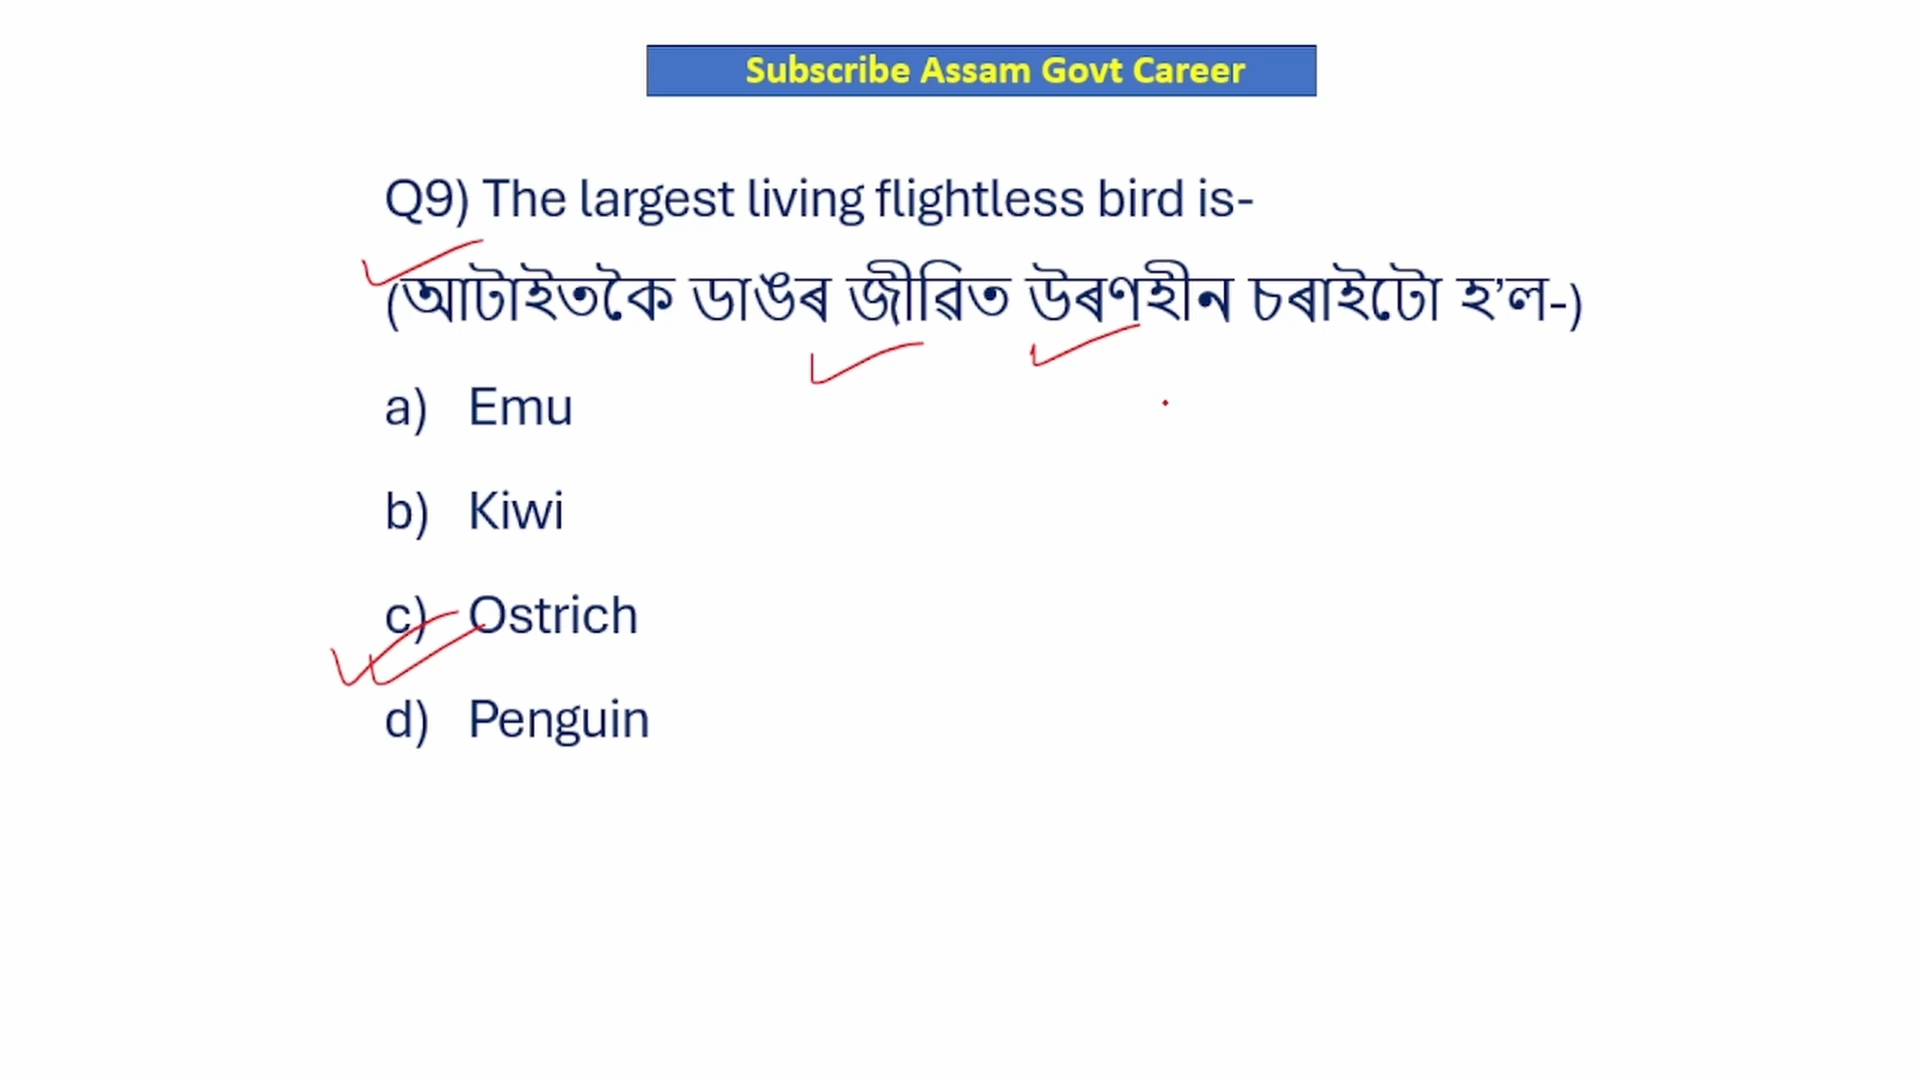 Subscribe Assam Govt Career
Q9) The largest living flightless bird is-
(আটাইতকৈ ডাঙৰ জীৱিত উৰণহীন চৰাইটো হ’ল-)
a) Emu
b) Kiwi
c) Ostrich
d) Penguin